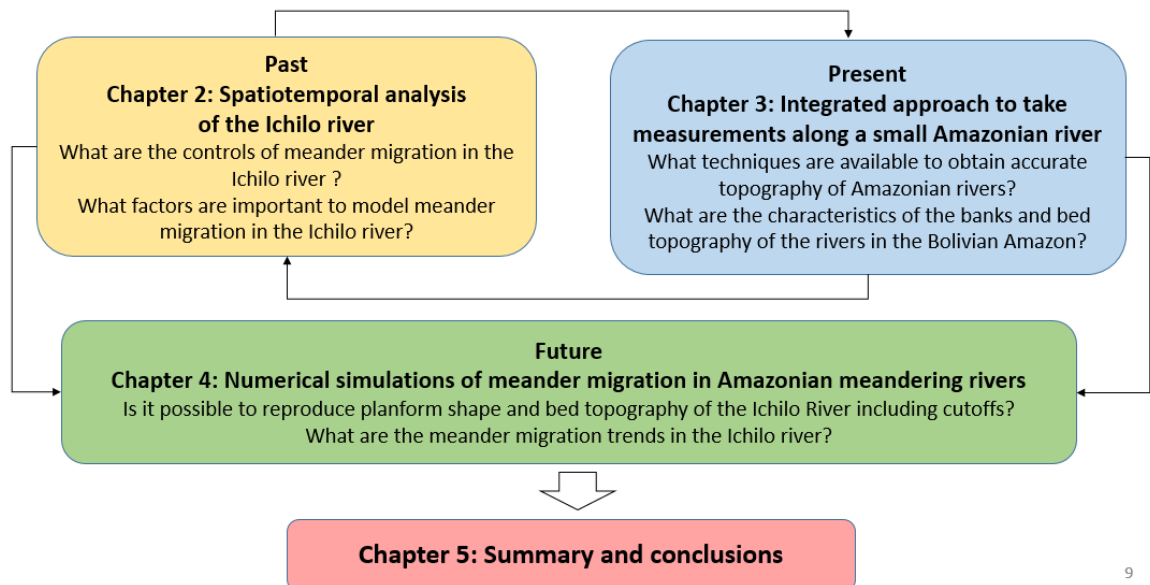 Past
Chapter 2: Spatiotemporal analysis
of the Ichilo river
What are the controls of meander migration in the
Ichilo river ?
What factors are important to model meander
migration in the Ichilo river?
Present
Chapter 3: Integrated approach to take
measurements along a small Amazonian river
What techniques are available to obtain accurate
topography of Amazonian rivers?
What are the characteristics of the banks and bed
topography of the rivers in the Bolivian Amazon?
Future
Chapter 4: Numerical simulations of meander migration in Amazonian meandering rivers
Is it possible to reproduce planform shape and bed topography of the Ichilo River including cutoffs?
What are the meander migration trends in the Ichilo river?
Chapter 5: Summary and conclusions
9